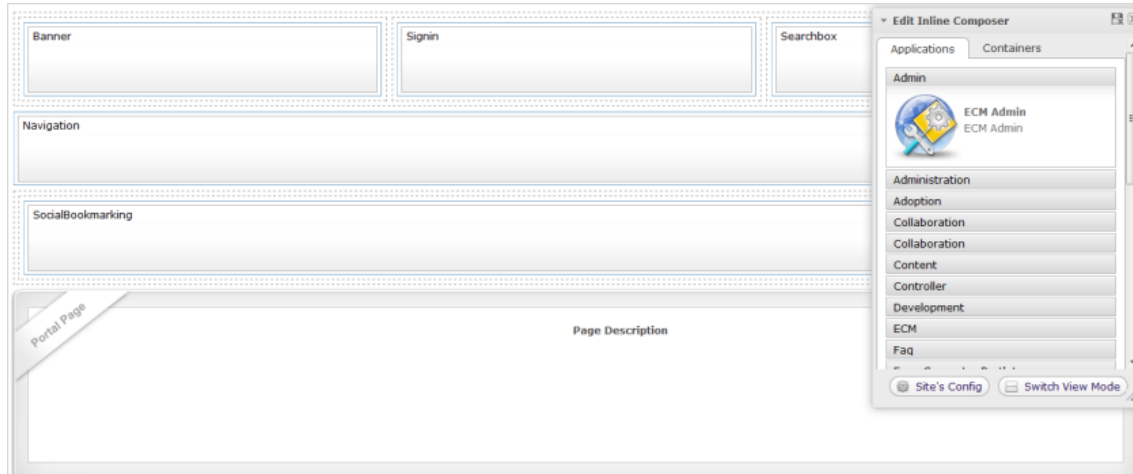 Banner
Signin
Searchbox
Navigation
SocialBookmarking
Portal Page
Page Description
Edit Inline Composer
Applications
Containers
Admin
ECM Admin
ECM Admin
Administration
Adoption
Collaboration
Collaboration
Content
Controller
Development
ECM
Faq
Site's Config
Switch View Mode